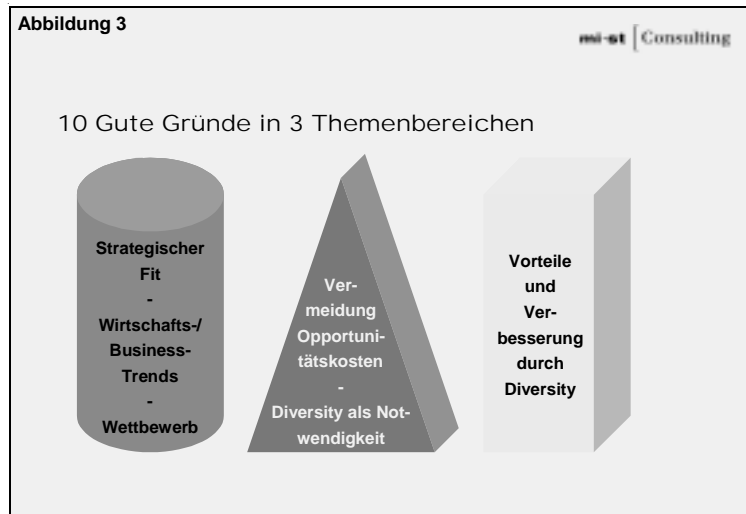 Abbildung 3
mi-st [ Consulting
10 Gute Gründe in 3 Themenbereichen
Strategischer
Fit
-
Wirtschafts-/
Business-
Trends
-
Wettbewerb
Ver-
meidung
Opportuni-
tätskosten
-
Diversity als Not-
wendigkeit
Vorteile
und
Ver-
besserung
durch
Diversity